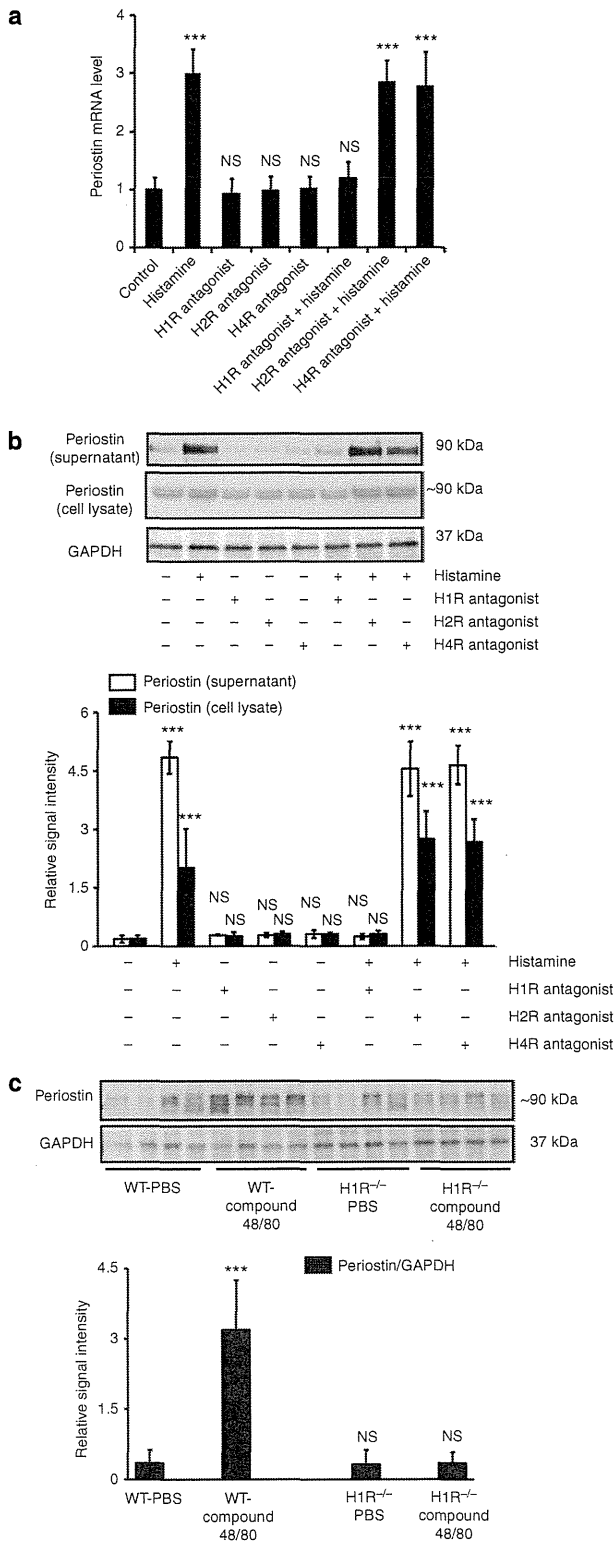 a
Periostin mRNA level
4
3
2
1
0
***
NS
NS
NS
NS
***
***
Control
Histamine
H1R antagonist
H2R antagonist
H4R antagonist
H1R antagonist + histamine
H2R antagonist + histamine
H4R antagonist + histamine
b
Periostin (supernatant)
90 kDa
Periostin (cell lysate)
~90 kDa
GAPDH
37 kDa
– + – – – + + + Histamine
– – + – – + – – H1R antagonist
– – – + – – + – H2R antagonist
– – – – + – – + H4R antagonist
Periostin (supernatant)
Periostin (cell lysate)
Relative signal intensity
6
4.5
3
1.5
0
***
***
NS
NS
NS
NS
NS
NS
NS
NS
***
***
***
***
– + – – – + + + Histamine
– – + – – + – – H1R antagonist
– – – + – – + – H2R antagonist
– – – – + – – + H4R antagonist
c
Periostin
~90 kDa
GAPDH
37 kDa
WT-PBS
WT-compound 48/80
H1R–/– PBS
H1R–/– compound 48/80
Periostin/GAPDH
Relative signal intensity
4.5
3
1.5
0
***
NS
NS
WT-PBS
WT-compound 48/80
H1R–/– PBS
H1R–/– compound 48/80